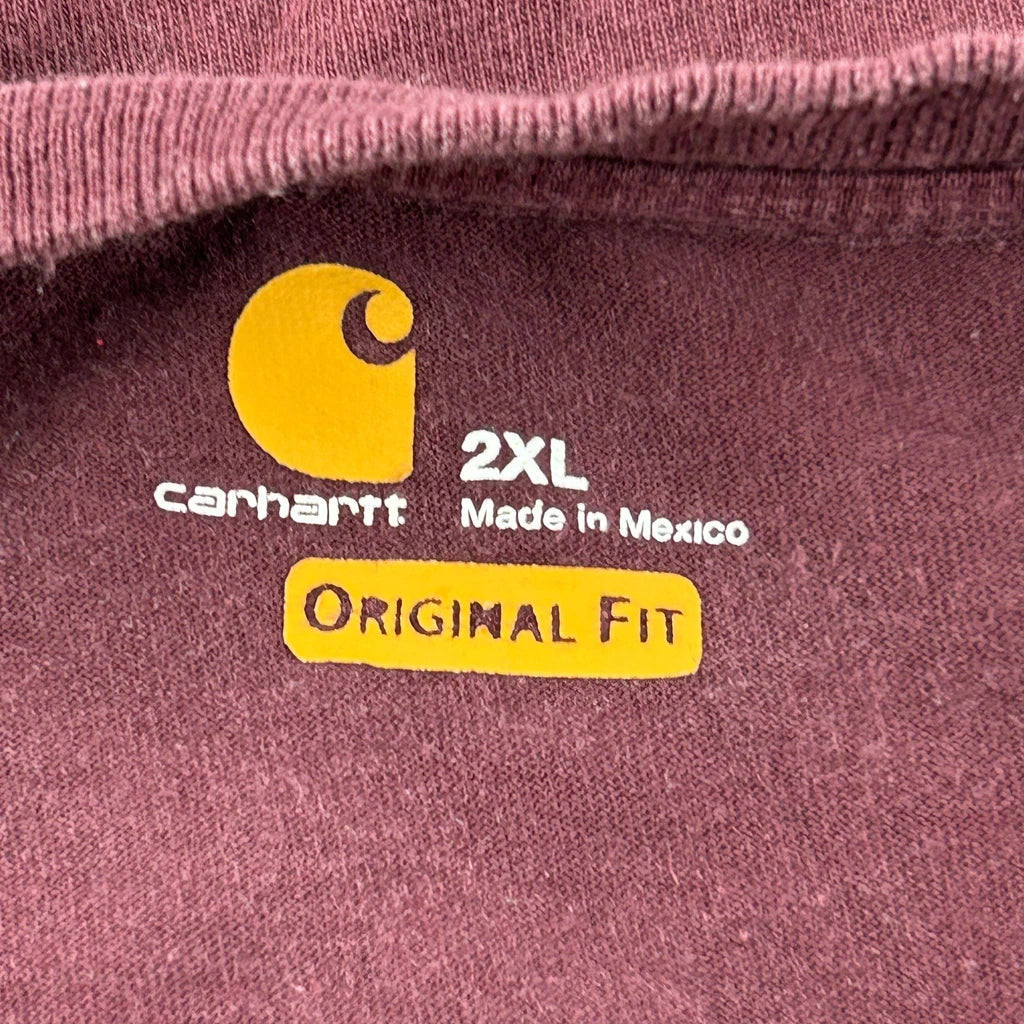 2XL
carhartt
Made in Mexico
ORIGINAL FIT